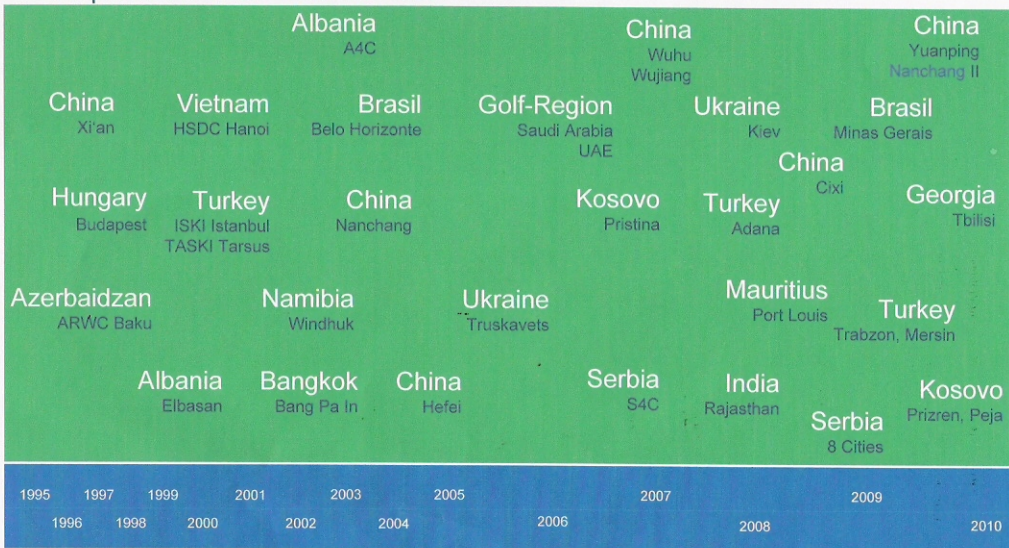 Albania
A4C
China
Wuhu
Wujiang
China
Yuanping
Nanchang II
China
Xi'an
Vietnam
HSDC Hanoi
Brasil
Belo Horizonte
Golf-Region
Saudi Arabia
UAE
Ukraine
Kiev
Brasil
Minas Gerais
China
Cixi
Hungary
Budapest
Turkey
ISKI Istanbul
TASKI Tarsus
China
Nanchang
Kosovo
Pristina
Turkey
Adana
Georgia
Tbilisi
Azerbaidzan
ARWC Baku
Namibia
Windhuk
Ukraine
Truskavets
Mauritius
Port Louis
Turkey
Trabzon, Mersin
Albania
Elbasan
Bangkok
Bang Pa In
China
Hefei
Serbia
S4C
India
Rajasthan
Serbia
8 Cities
Kosovo
Prizren, Peja
1995 1997 1999 2001 2003 2005 2007 2009
1996 1998 2000 2002 2004 2006 2008 2010